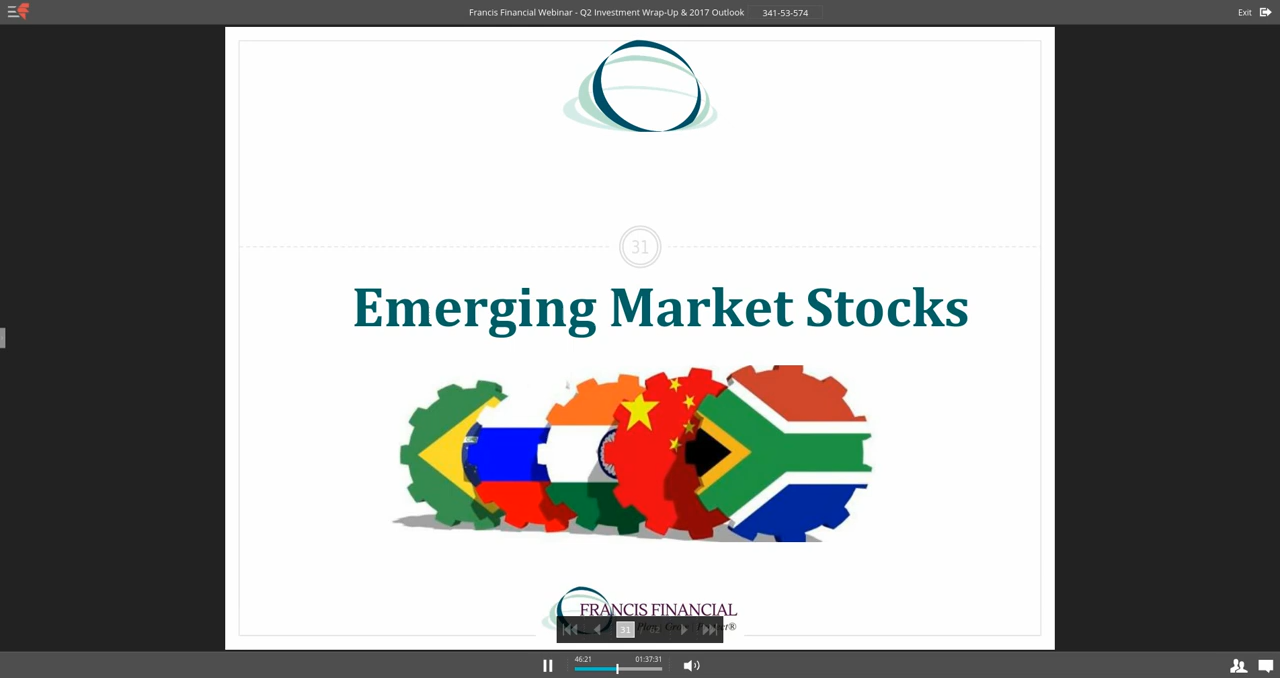 Francis Financial Webinar - Q2 Investment Wrap-Up & 2017 Outlook 341-53-574
Exit
31
Emerging Market Stocks
FRANCIS FINANCIAL
31
46:21 01:37:31